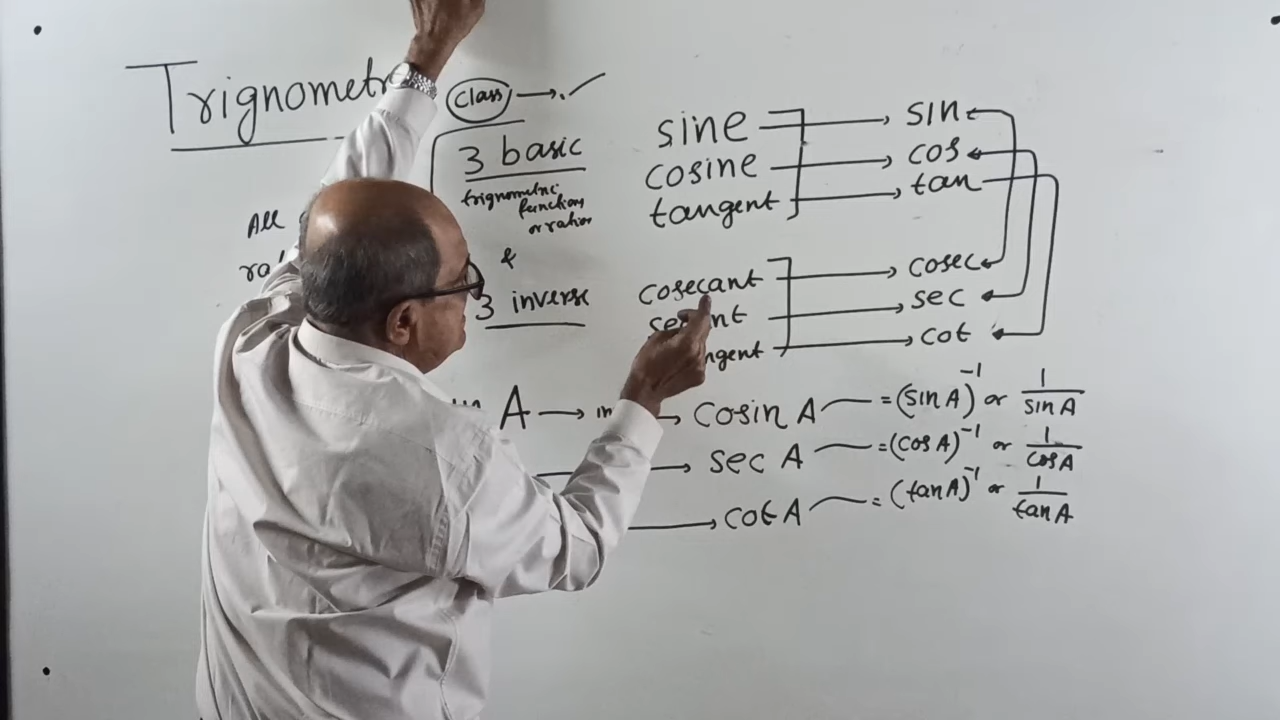 Trignometr
class → . ✓
3 basic
trignometric
functions
or ratios
&
3 inverse
All
sine → sin
cosine → cos
tangent → tan
cosecant → cosec
→ sec
ngent → cot
A → in → cosin A = (sin A)⁻¹ or 1/sin A
→ sec A = (cos A)⁻¹ or 1/cos A
→ cot A = (tan A)⁻¹ or 1/tan A